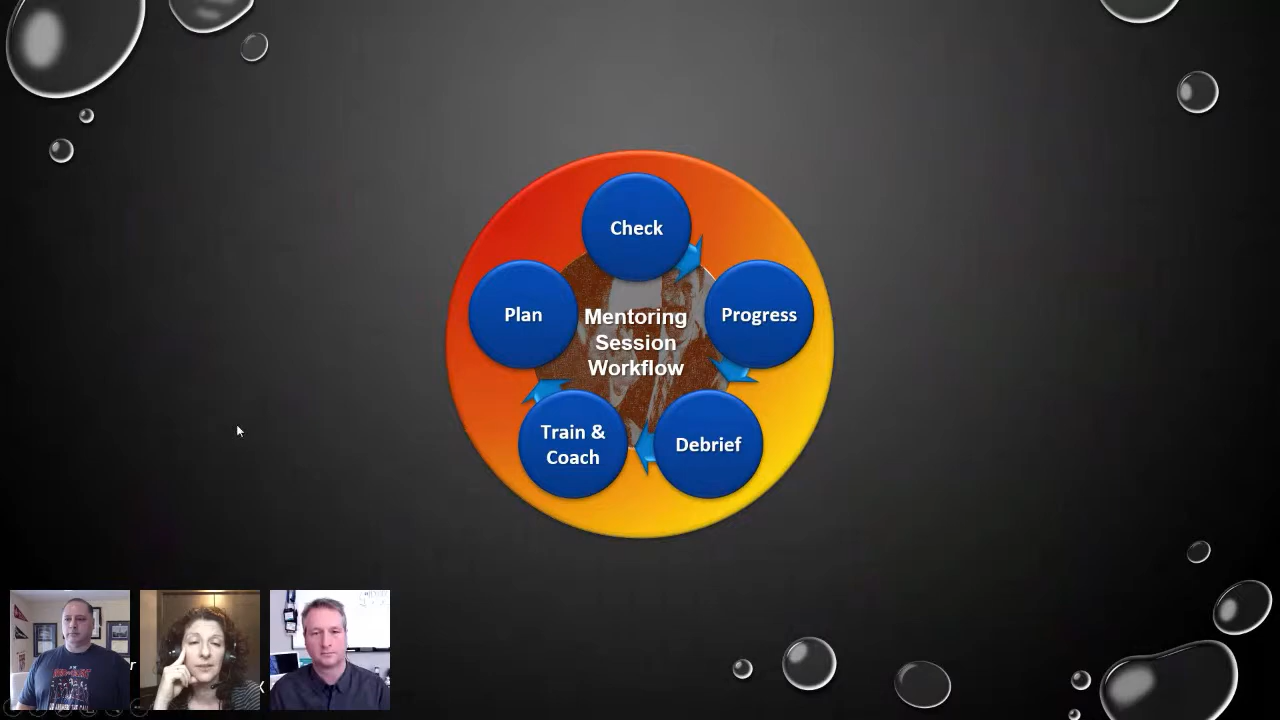 Check
Plan
Progress
Mentoring
Session
Workflow
Train &
Coach
Debrief